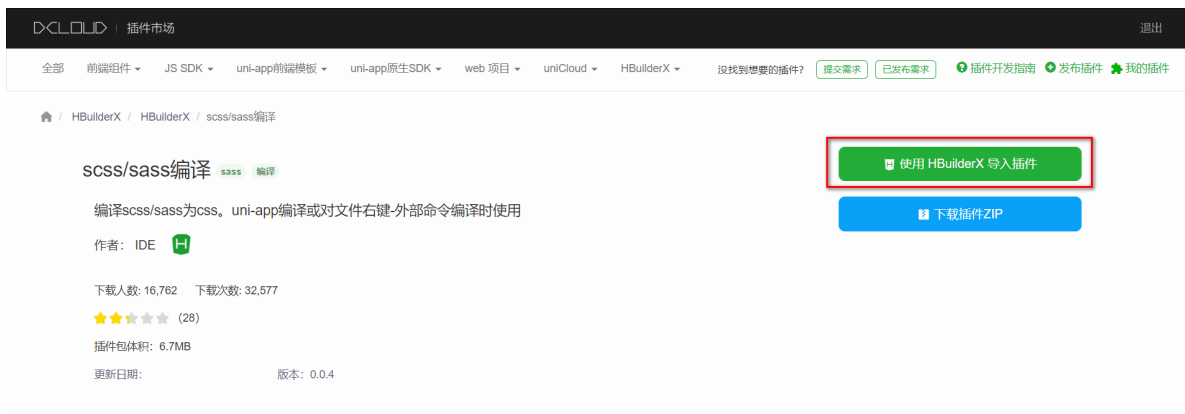 DCLOUD 插件市场 退出
全部 前端组件 JS SDK uni-app前端模板 uni-app原生SDK web 项目 uniCloud HBuilderX 没找到想要的插件? 提交需求 已发布需求 插件开发指南 发布插件 我的插件
/ HBuilderX / HBuilderX / scss/sass编译
使用 HBuilderX 导入插件
scss/sass编译 sass 编译
编译scss/sass为css。uni-app编译或对文件右键-外部命令编译时使用
下载插件ZIP
作者: IDE H
下载人数: 16,762 下载次数: 32,577
(28)
插件包体积: 6.7MB
更新日期: 版本: 0.0.4